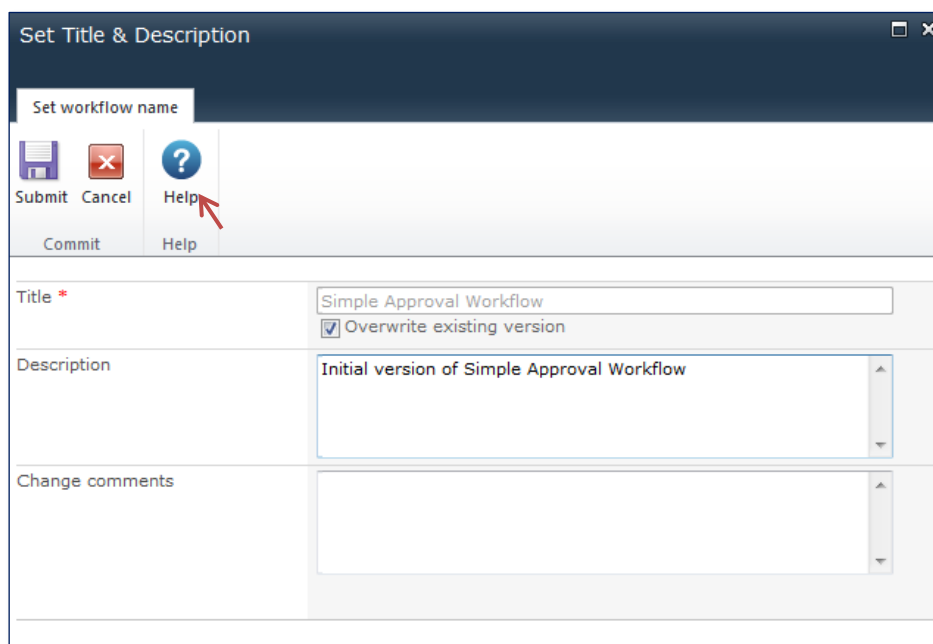 Set Title & Description
Set workflow name
Submit Cancel Help
Commit Help
Title *
Simple Approval Workflow
Overwrite existing version
Description
Initial version of Simple Approval Workflow
Change comments